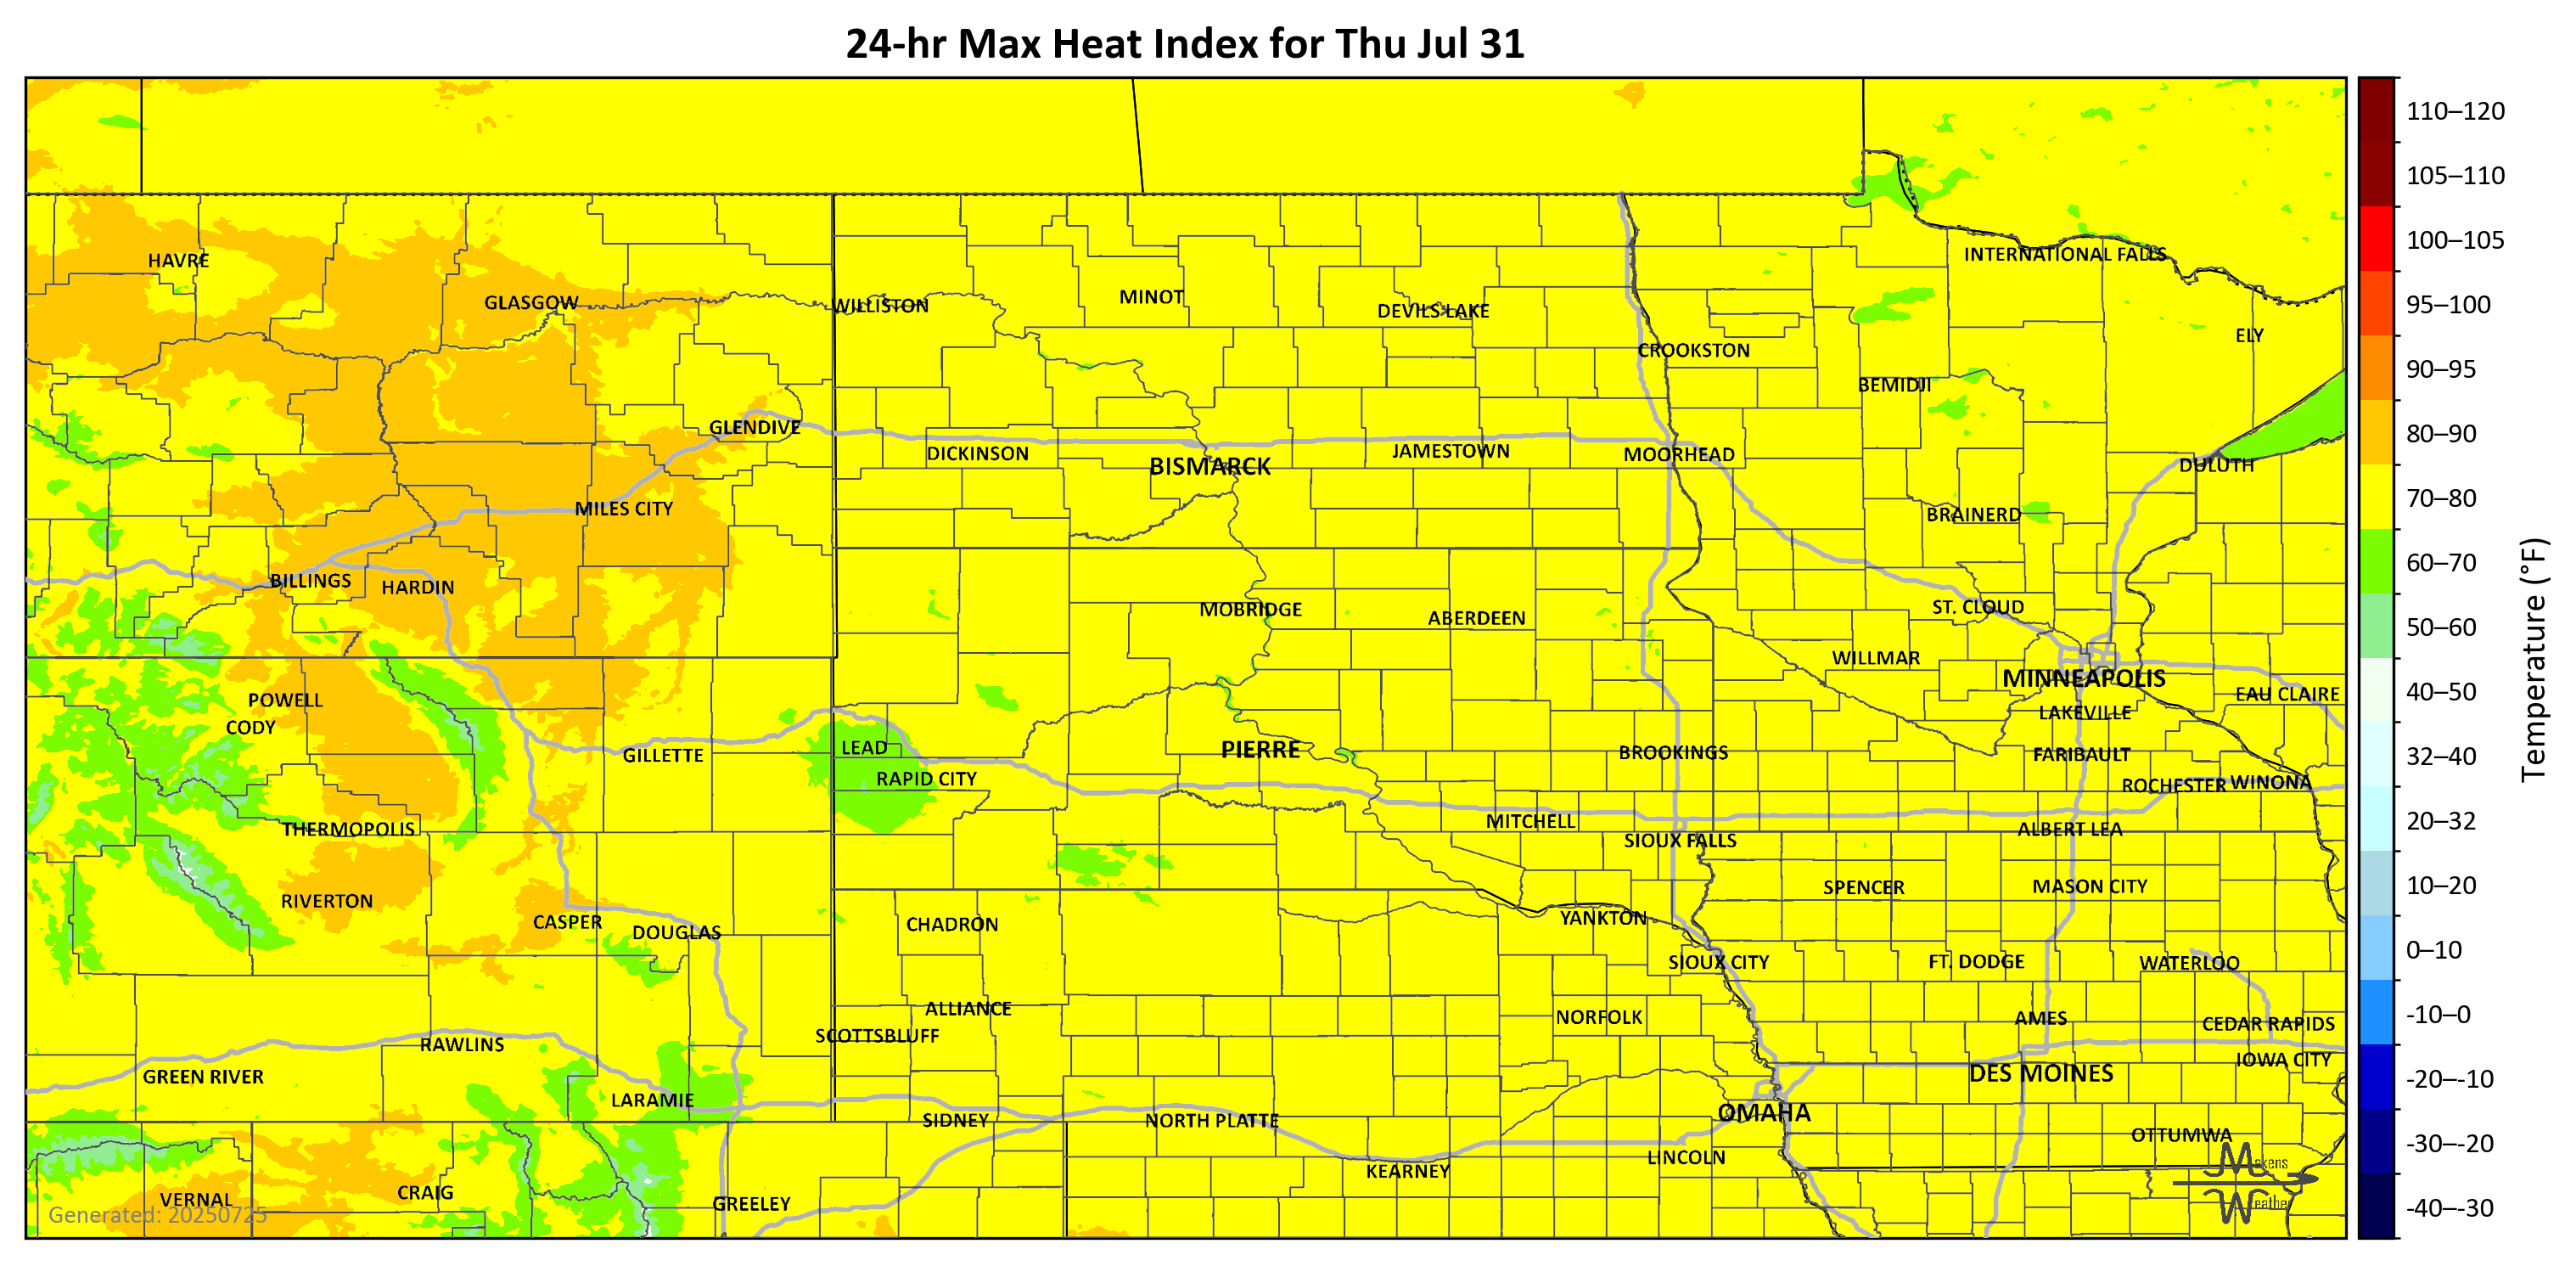 24-hr Max Heat Index for Thu Jul 31
110–120
105–110
100–105
95–100
90–95
80–90
70–80
60–70
50–60
40–50
32–40
20–32
10–20
0–10
-10–0
-20–-10
-30–-20
-40–-30
Temperature (°F)
HAVRE
INTERNATIONAL FALLS
GLASGOW
WILLISTON
MINOT
DEVILS LAKE
ELY
CROOKSTON
BEMIDJI
GLENDIVE
DICKINSON
BISMARCK
JAMESTOWN
MOORHEAD
DULUTH
MILES CITY
BRAINERD
BILLINGS
HARDIN
MOBRIDGE
ABERDEEN
ST. CLOUD
WILLMAR
MINNEAPOLIS
EAU CLAIRE
POWELL
CODY
LAKEVILLE
GILLETTE
LEAD
RAPID CITY
PIERRE
BROOKINGS
FARIBAULT
ROCHESTER
WINONA
THERMOPOLIS
MITCHELL
SIOUX FALLS
ALBERT LEA
RIVERTON
SPENCER
MASON CITY
CASPER
DOUGLAS
CHADRON
YANKTON
SIOUX CITY
FT. DODGE
WATERLOO
ALLIANCE
SCOTTSBLUFF
NORFOLK
AMES
CEDAR RAPIDS
RAWLINS
IOWA CITY
GREEN RIVER
LARAMIE
DES MOINES
SIDNEY
NORTH PLATTE
OMAHA
OTTUMWA
LINCOLN
KEARNEY
VERNAL
CRAIG
GREELEY
Generated: 20250725
Makens
Weather